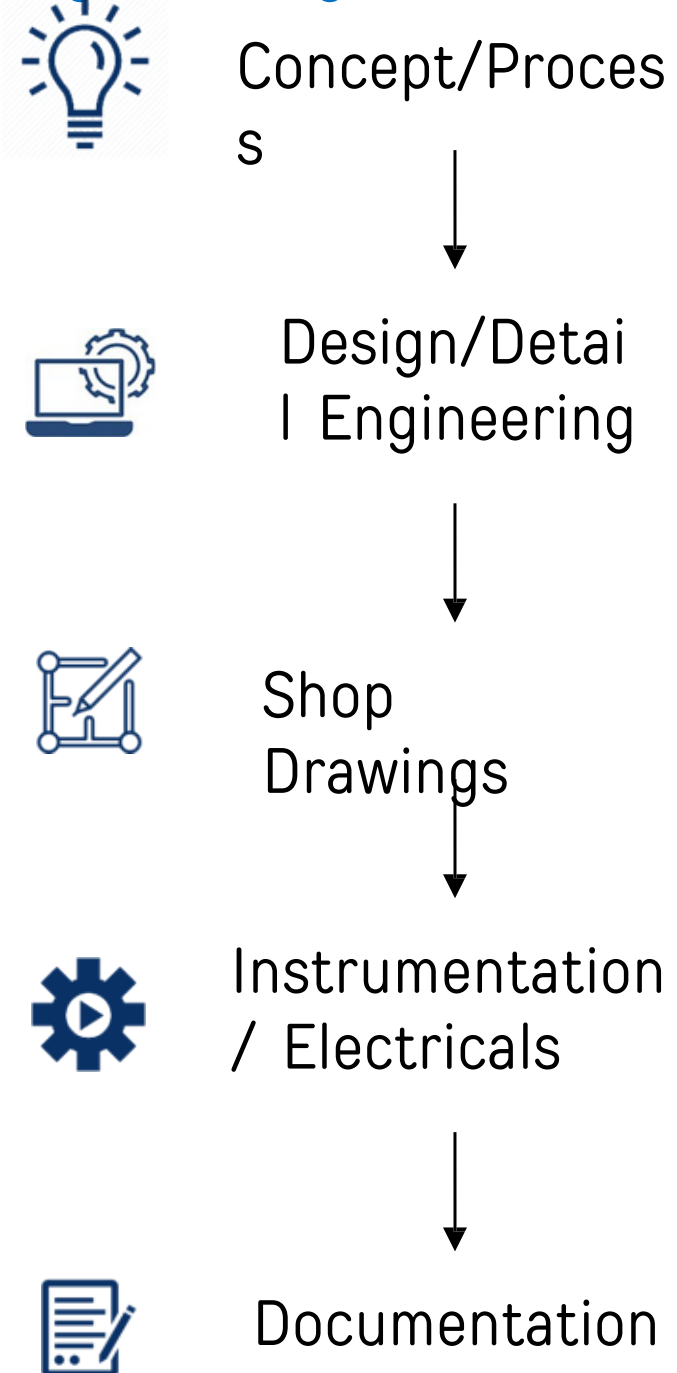 Concept/Proces
s
Design/Detai
l Engineering
Shop
Drawings
Instrumentation
/ Electricals
Documentation